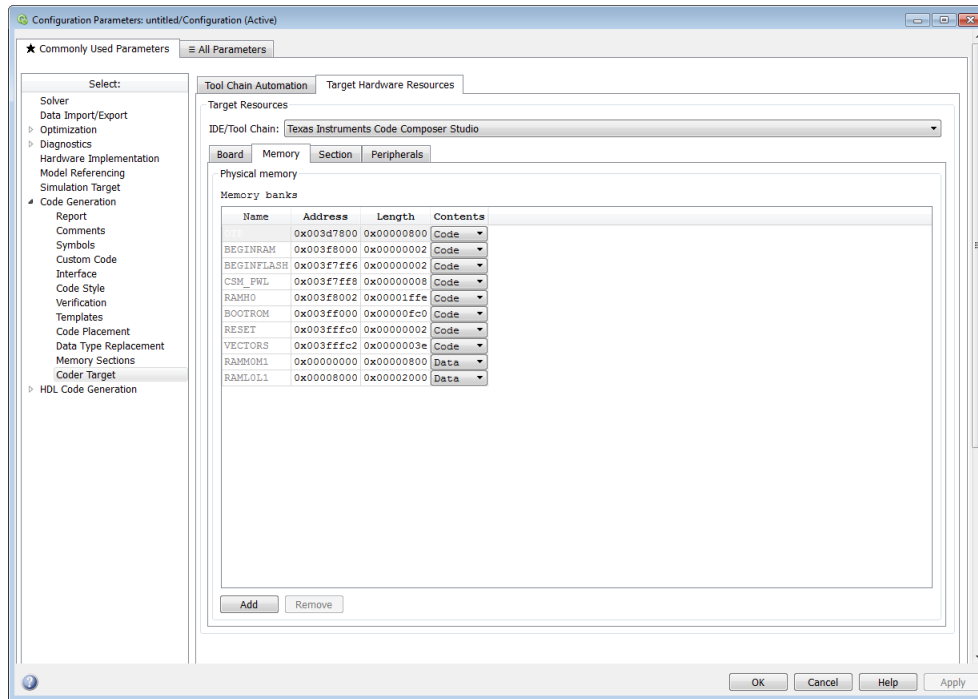 Configuration Parameters: untitled/Configuration (Active)
★ Commonly Used Parameters ≡ All Parameters
Select:
Solver
Data Import/Export
Optimization
Diagnostics
Hardware Implementation
Model Referencing
Simulation Target
Code Generation
Report
Comments
Symbols
Custom Code
Interface
Code Style
Verification
Templates
Code Placement
Data Type Replacement
Memory Sections
Coder Target
HDL Code Generation
Tool Chain Automation Target Hardware Resources
Target Resources
IDE/Tool Chain: Texas Instruments Code Composer Studio
Board Memory Section Peripherals
Physical memory
Memory banks
Name Address Length Contents
0x003d7800 0x00000800 Code
BEGINRAM 0x003f8000 0x00000002 Code
BEGINFLASH 0x003f7ff6 0x00000002 Code
CSM_PWL 0x003f7ff8 0x00000008 Code
RAMH0 0x003f8002 0x00001ffe Code
BOOTROM 0x003ff000 0x00000fc0 Code
RESET 0x003fffc0 0x00000002 Code
VECTORS 0x003fffc2 0x0000003e Code
RAMM0M1 0x00000000 0x00000800 Data
RAML0L1 0x00008000 0x00002000 Data
Add Remove
OK Cancel Help Apply